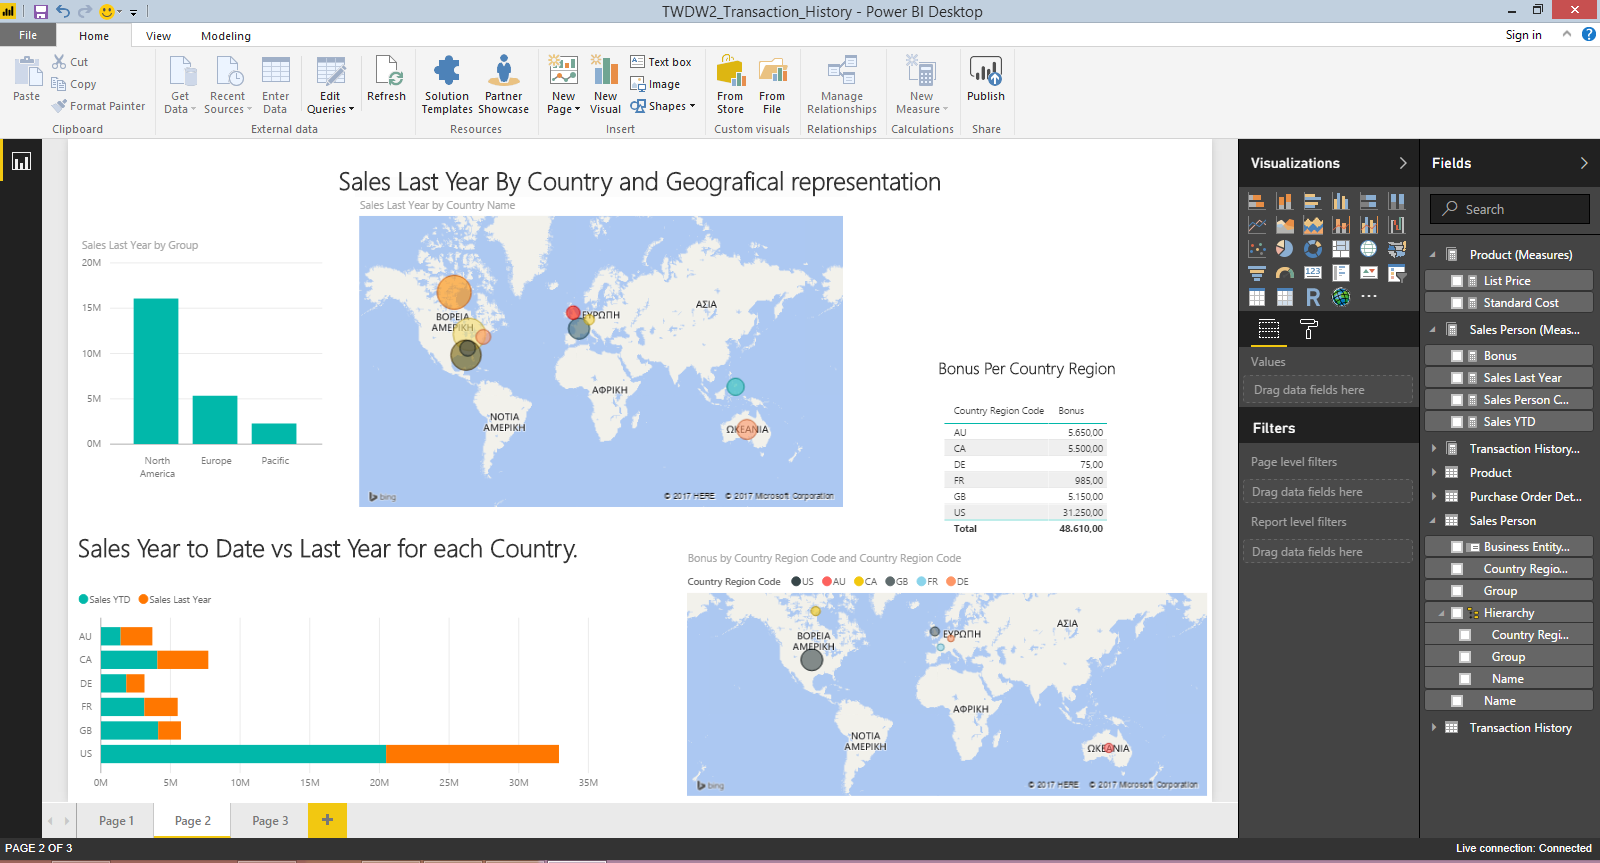 TWDW2_Transaction_History - Power BI Desktop
File
Home
View
Modeling
Sign in
Paste
Cut
Copy
Format Painter
Clipboard
Get Data
Recent Sources
Enter Data
Edit Queries
External data
Refresh
Solution Templates
Partner Showcase
Resources
New Page
New Visual
Text box
Image
Shapes
Insert
From Store
From File
Custom visuals
Manage Relationships
Relationships
New Measure
Calculations
Publish
Share
Sales Last Year By Country and Geografical representation
Sales Last Year by Country Name
Sales Last Year by Group
20M
15M
10M
5M
0M
North America
Europe
Pacific
ΒΟΡΕΙΑ
ΑΜΕΡΙΚΗ
ΕΥΡΩΠΗ
ΑΣΙΑ
ΑΦΡΙΚΗ
ΝΟΤΙΑ
ΑΜΕΡΙΚΗ
ΩΚΕΑΝΙΑ
bing
© 2017 HERE © 2017 Microsoft Corporation
Bonus Per Country Region
Country Region Code Bonus
AU 5.650,00
CA 5.500,00
DE 75,00
FR 985,00
GB 5.150,00
US 31.250,00
Total 48.610,00
Sales Year to Date vs Last Year for each Country.
Sales YTD Sales Last Year
AU
CA
DE
FR
GB
US
0M 5M 10M 15M 20M 25M 30M 35M
Bonus by Country Region Code and Country Region Code
Country Region Code US AU CA GB FR DE
ΒΟΡΕΙΑ
ΑΜΕΡΙΚΗ
ΕΥΡΩΠΗ
ΑΣΙΑ
ΑΦΡΙΚΗ
ΝΟΤΙΑ
ΑΜΕΡΙΚΗ
ΩΚΕΑΝΙΑ
bing
© 2017 HERE © 2017 Microsoft Corporation
Visualizations
123
R
Values
Drag data fields here
Filters
Page level filters
Drag data fields here
Report level filters
Drag data fields here
Fields
Search
Product (Measures)
List Price
Standard Cost
Sales Person (Meas...
Bonus
Sales Last Year
Sales Person C...
Sales YTD
Transaction History...
Product
Purchase Order Det...
Sales Person
Business Entity...
Country Regio...
Group
Hierarchy
Country Regi...
Group
Name
Name
Transaction History
Page 1
Page 2
Page 3
+
PAGE 2 OF 3
Live connection: Connected